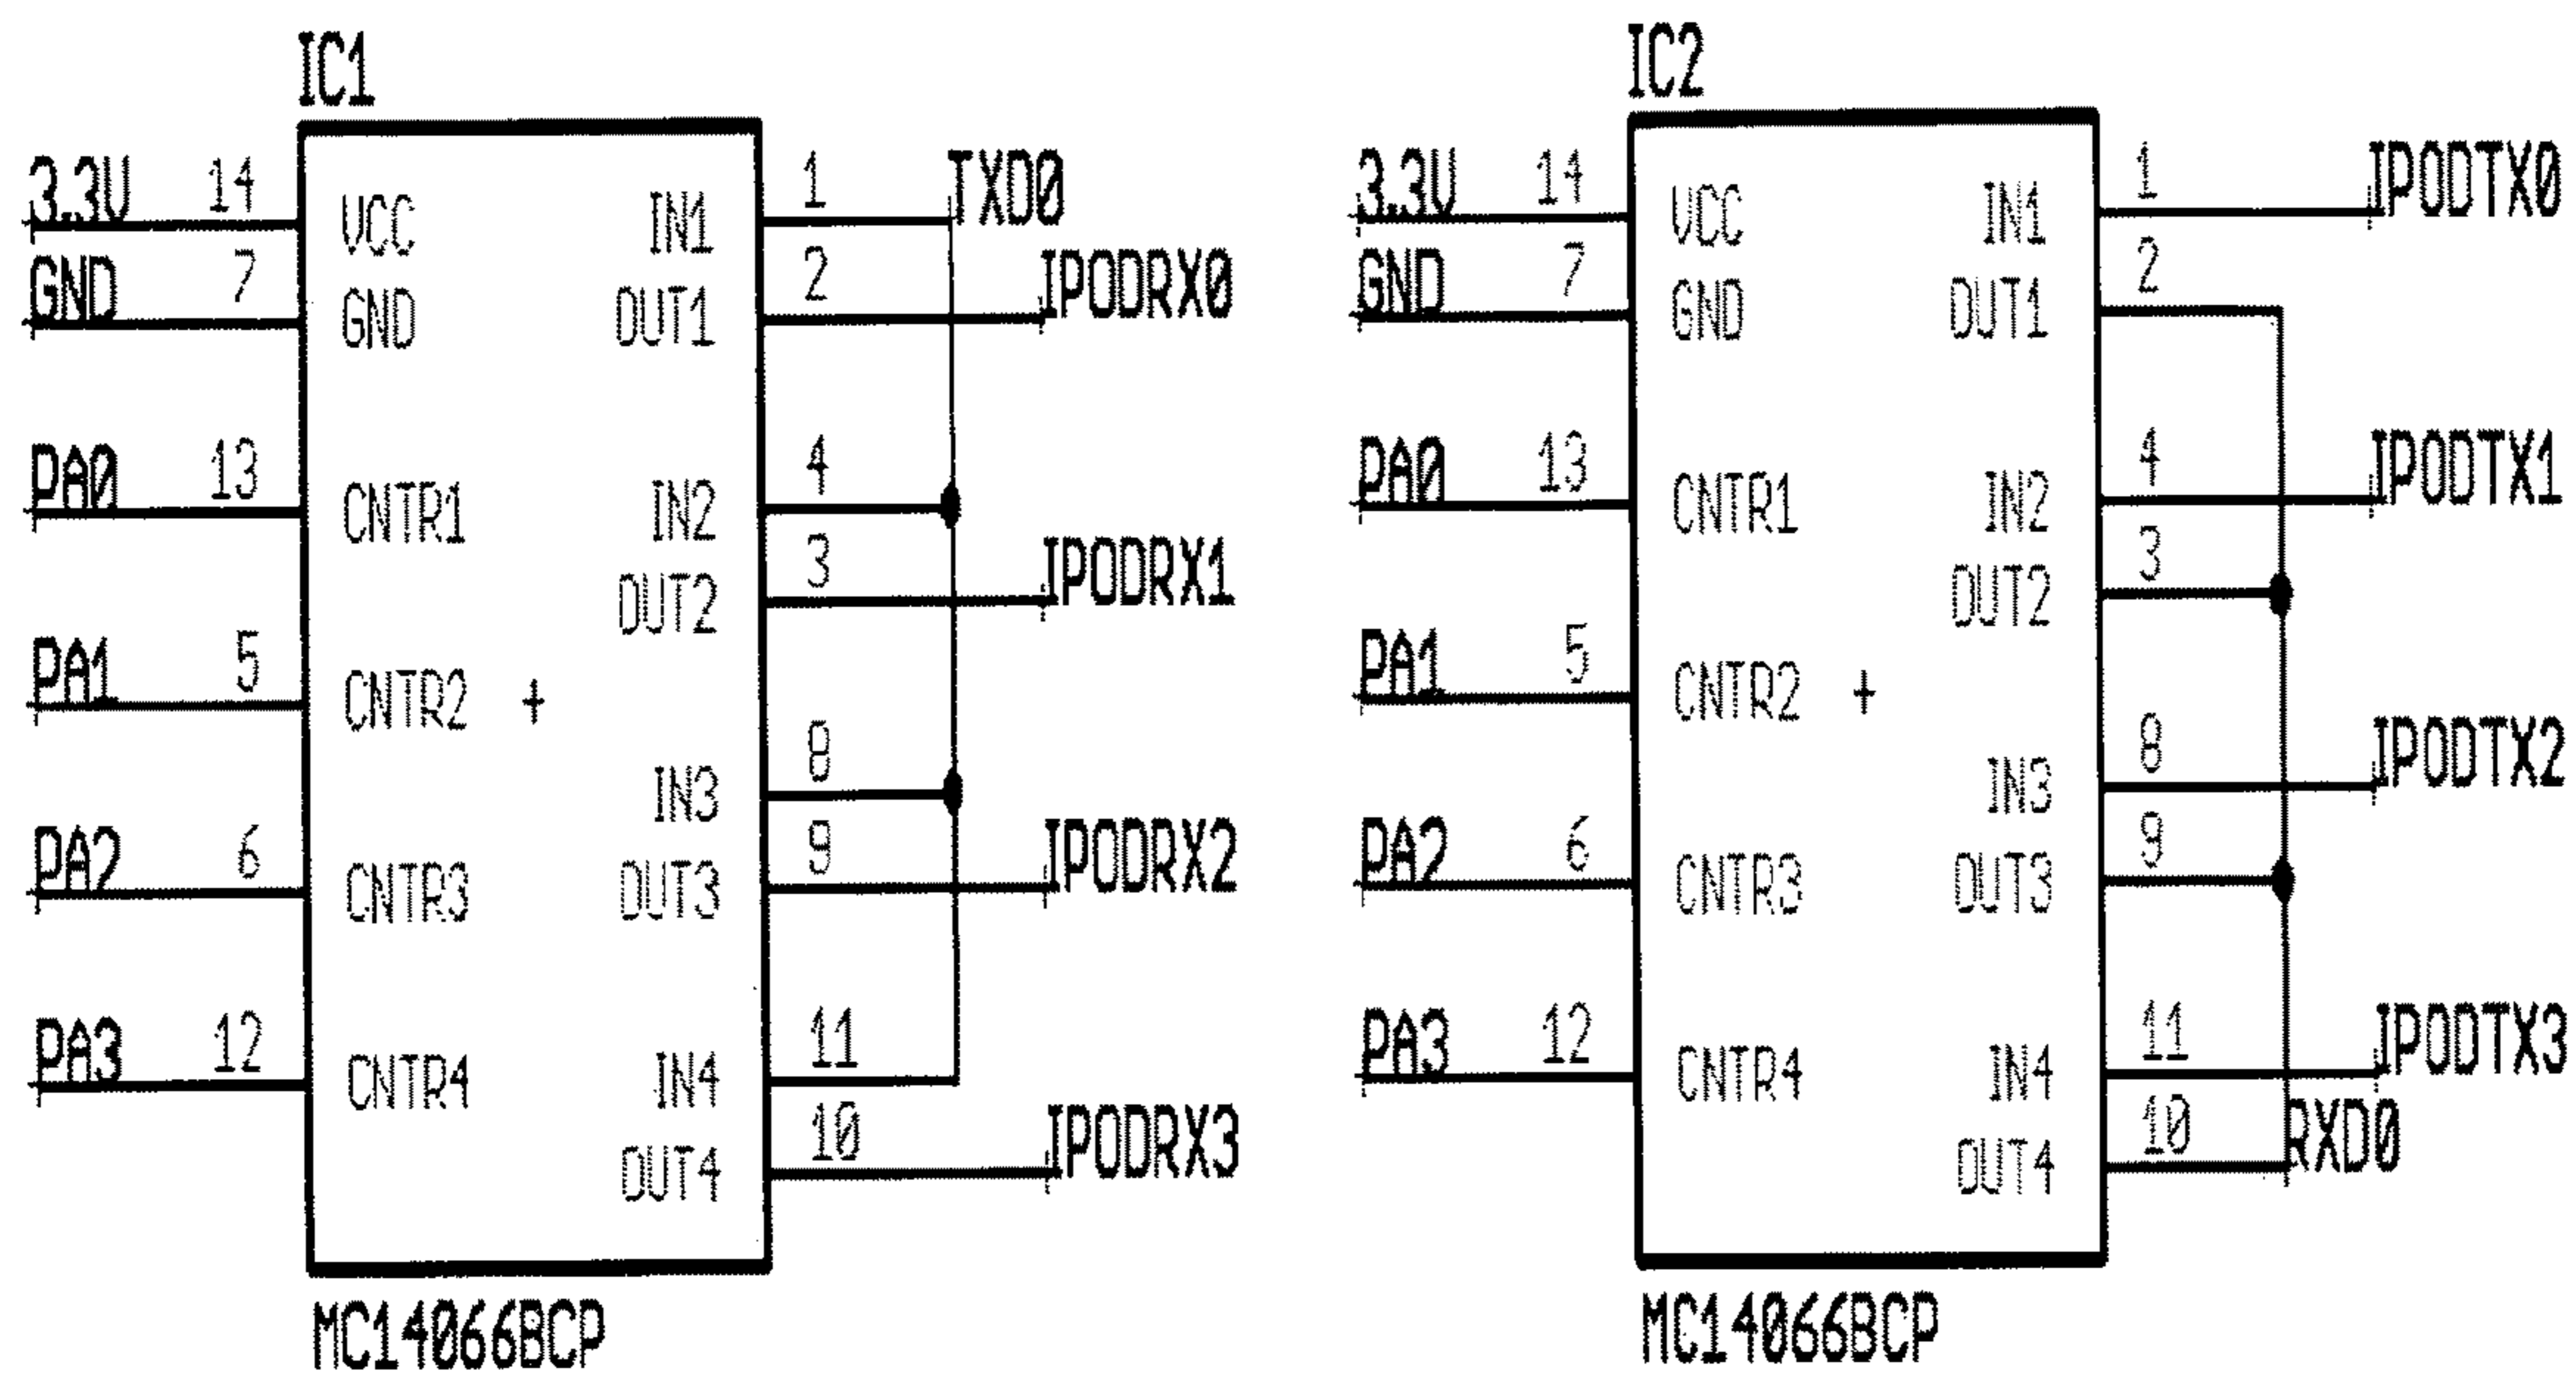 IC1
3.3V 14 VCC IN1 1 TXD0
GND 7 GND OUT1 2 IPODRX0
PA0 13 CNTR1 IN2 4
OUT2 3 IPODRX1
PA1 5 CNTR2 +
IN3 8
PA2 6 CNTR3 OUT3 9 IPODRX2
PA3 12 CNTR4 IN4 11
OUT4 10 IPODRX3
MC14066BCP
IC2
3.3V 14 VCC IN1 1 IPODTX0
GND 7 GND OUT1 2
PA0 13 CNTR1 IN2 4 IPODTX1
OUT2 3
PA1 5 CNTR2 +
IN3 8 IPODTX2
PA2 6 CNTR3 OUT3 9
PA3 12 CNTR4 IN4 11 IPODTX3
OUT4 10 RXD0
MC14066BCP